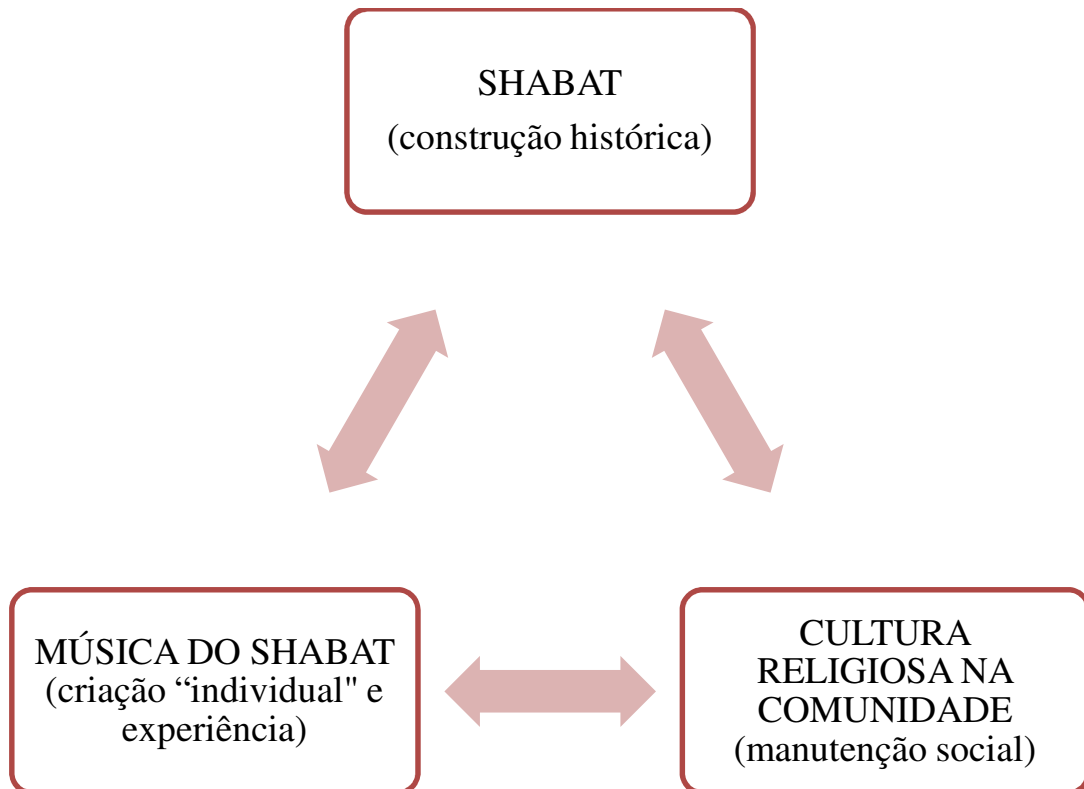 SHABAT
(construção histórica)
MÚSICA DO SHABAT
(criação “individual" e
experiência)
CULTURA
RELIGIOSA NA
COMUNIDADE
(manutenção social)